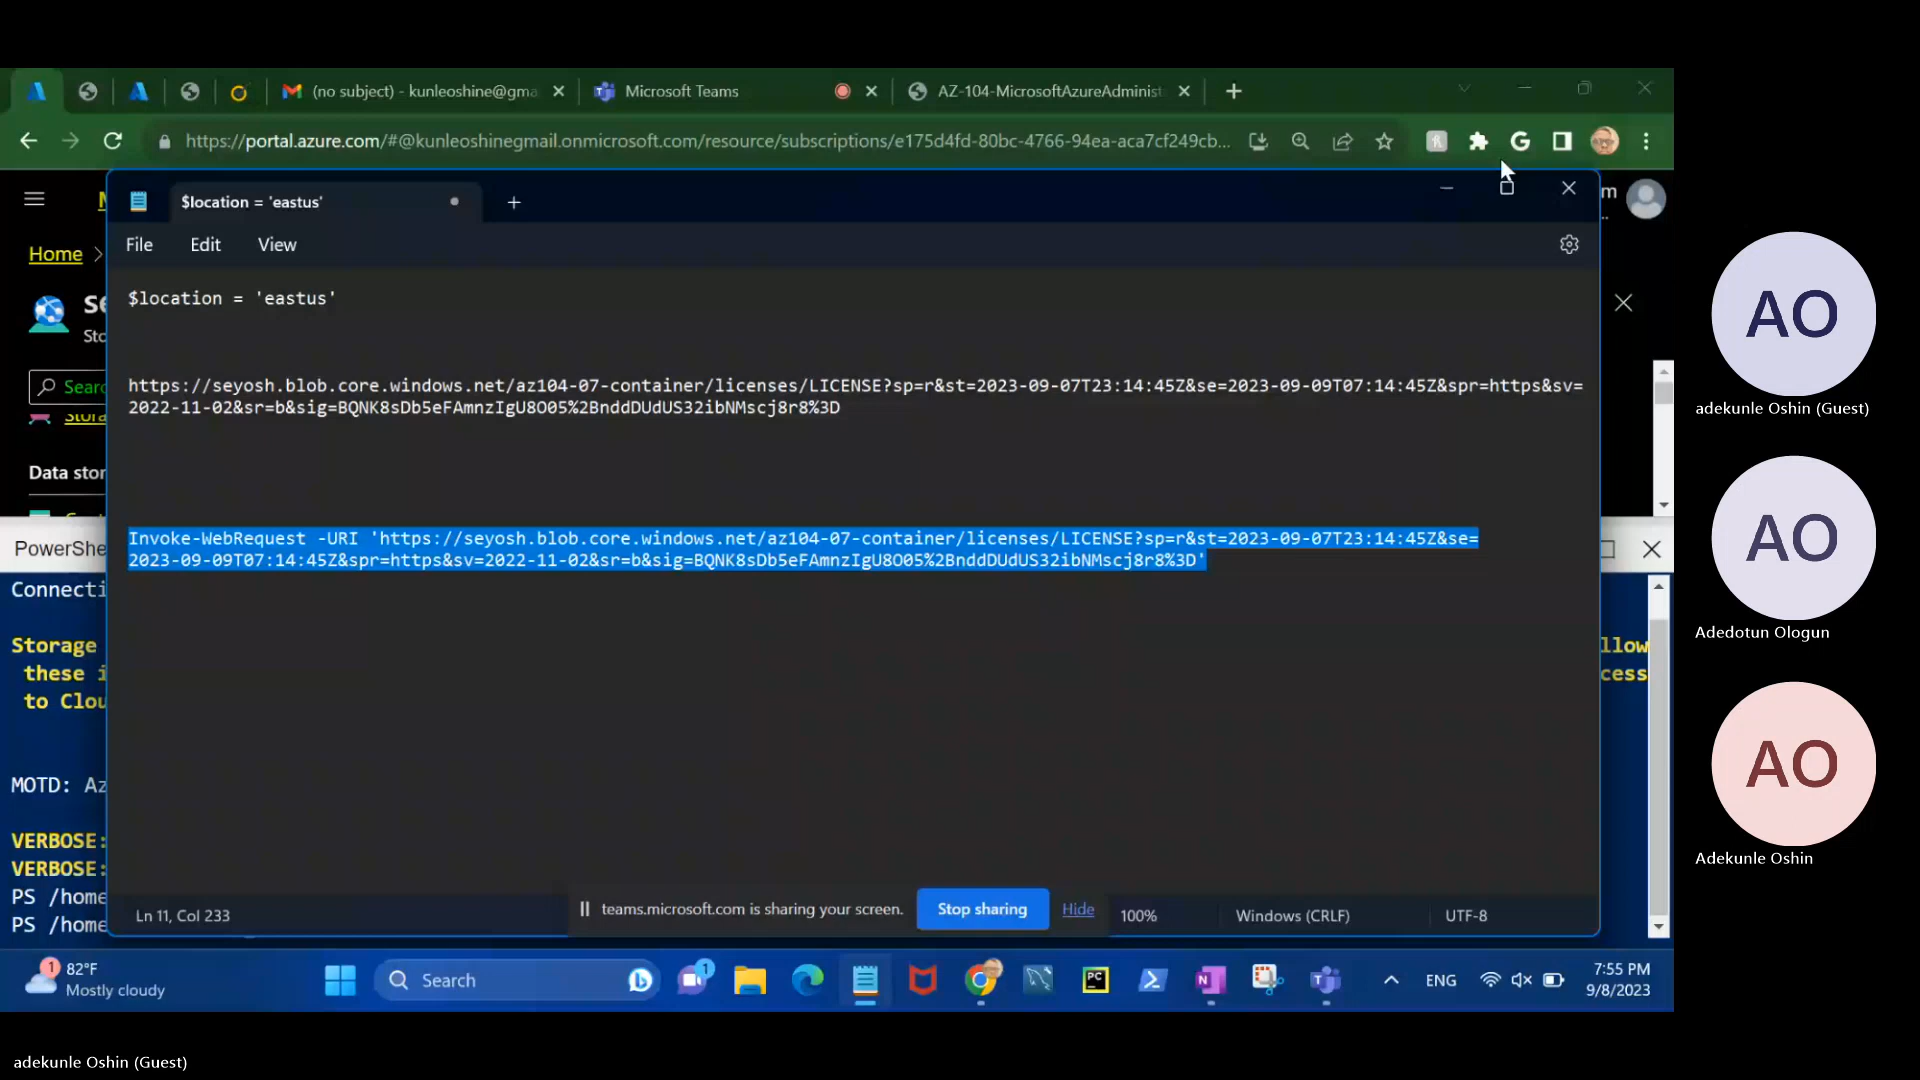 (no subject) - kunleoshine@gma
Microsoft Teams
AZ-104-MicrosoftAzureAdminist
https://portal.azure.com/#@kunleoshinegmail.onmicrosoft.com/resource/subscriptions/e175d4fd-80bc-4766-94ea-aca7cf249cb...
$location = 'eastus'
File Edit View
Home
$location = 'eastus'
https://seyosh.blob.core.windows.net/az104-07-container/licenses/LICENSE?sp=r&st=2023-09-07T23:14:45Z&se=2023-09-09T07:14:45Z&spr=https&sv=
2022-11-02&sr=b&sig=BQNK8sDb5eFAmnzIgU8O05%2BnddDUdUS32ibNMscj8r8%3D
Data stor
Invoke-WebRequest -URI 'https://seyosh.blob.core.windows.net/az104-07-container/licenses/LICENSE?sp=r&st=2023-09-07T23:14:45Z&se=
2023-09-09T07:14:45Z&spr=https&sv=2022-11-02&sr=b&sig=BQNK8sDb5eFAmnzIgU8O05%2BnddDUdUS32ibNMscj8r8%3D'
PowerShe
Connecti
Storage
these i
to Clou
llow
cess
MOTD: Az
VERBOSE:
VERBOSE:
PS /home
PS /home
Ln 11, Col 233
teams.microsoft.com is sharing your screen.
Stop sharing
Hide
100%
Windows (CRLF)
UTF-8
82°F
Mostly cloudy
Search
ENG
7:55 PM
9/8/2023
AO
adekunle Oshin (Guest)
AO
Adedotun Ologun
AO
Adekunle Oshin
adekunle Oshin (Guest)